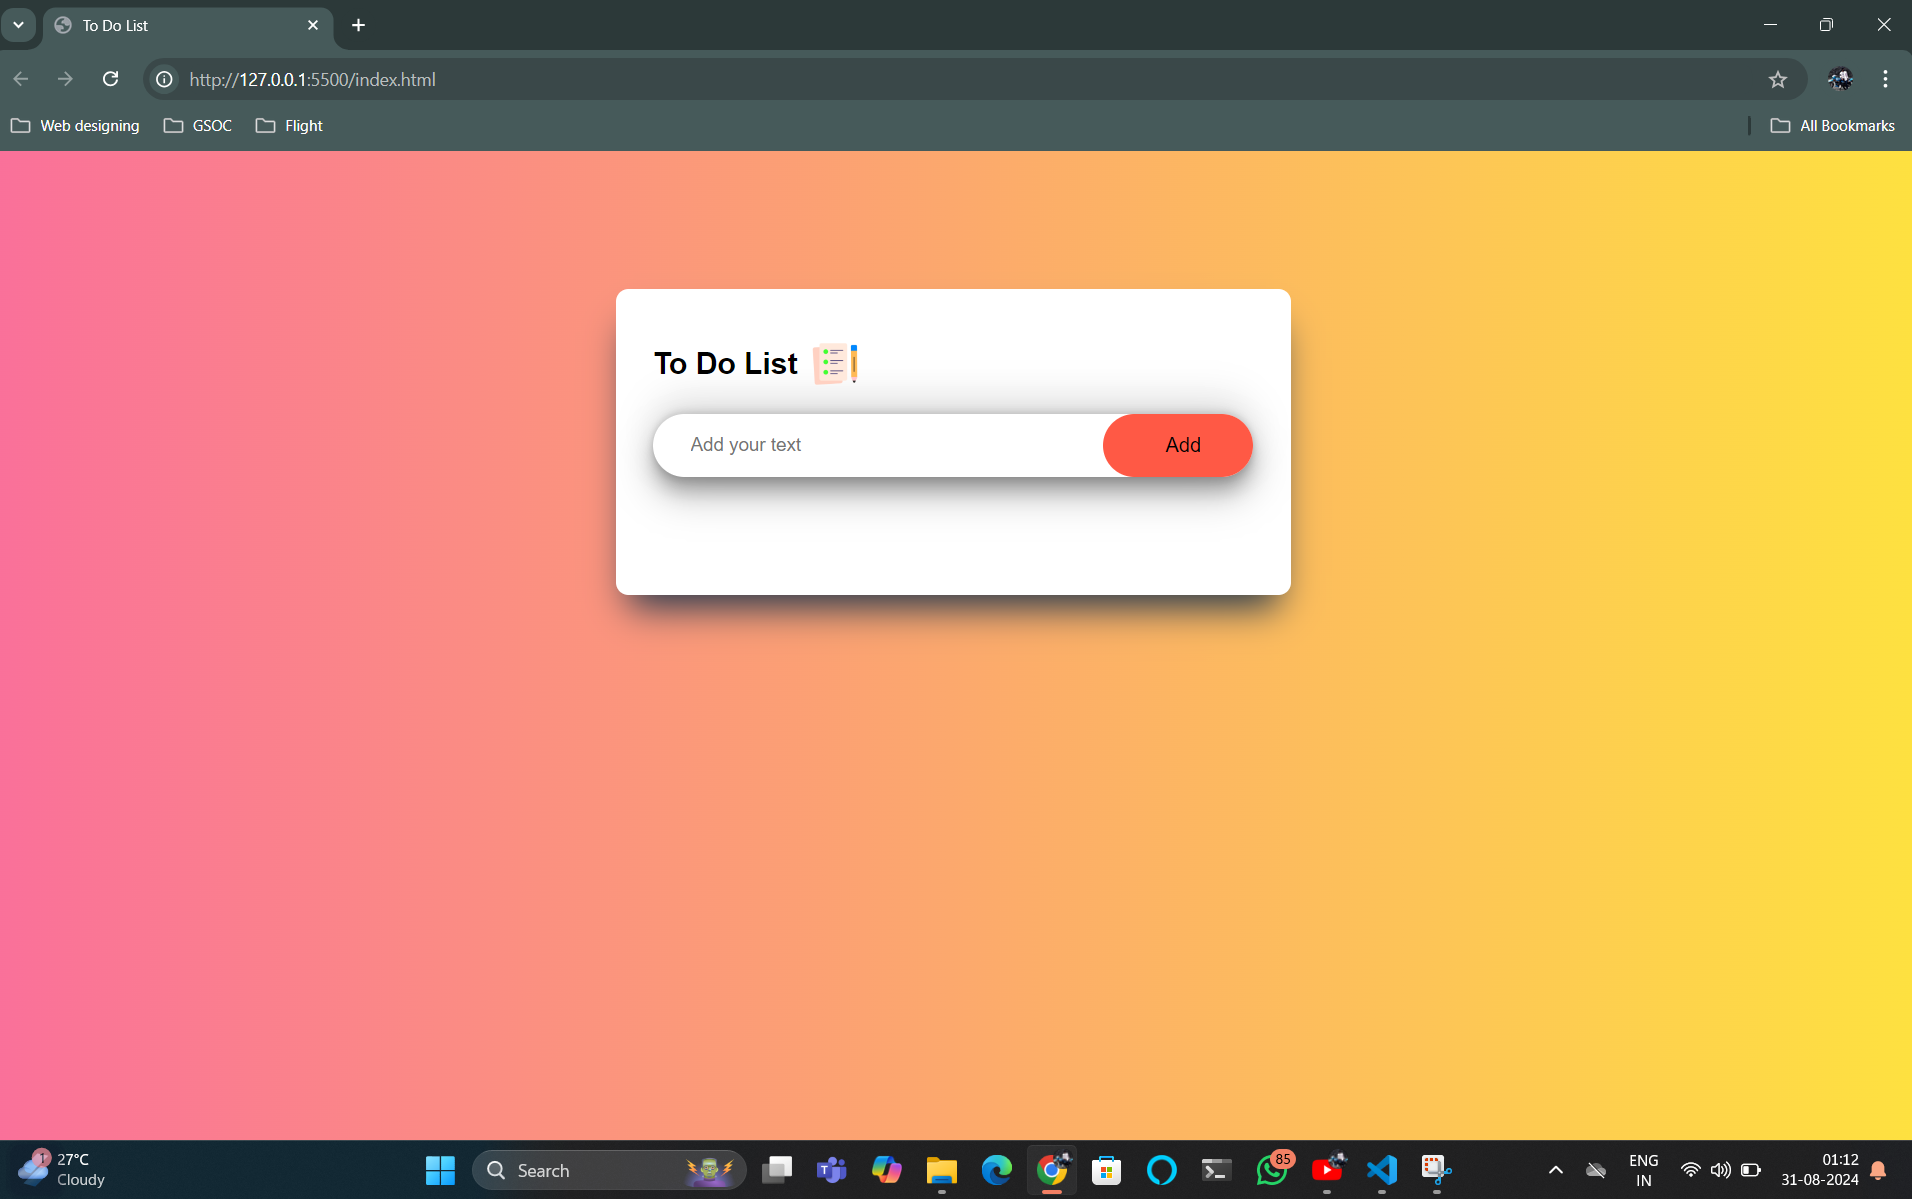 To Do List
http://127.0.0.1:5500/index.html
Web designing
GSOC
Flight
All Bookmarks
To Do List
Add your text
Add
27°C
Cloudy
Search
85
ENG
IN
01:12
31-08-2024